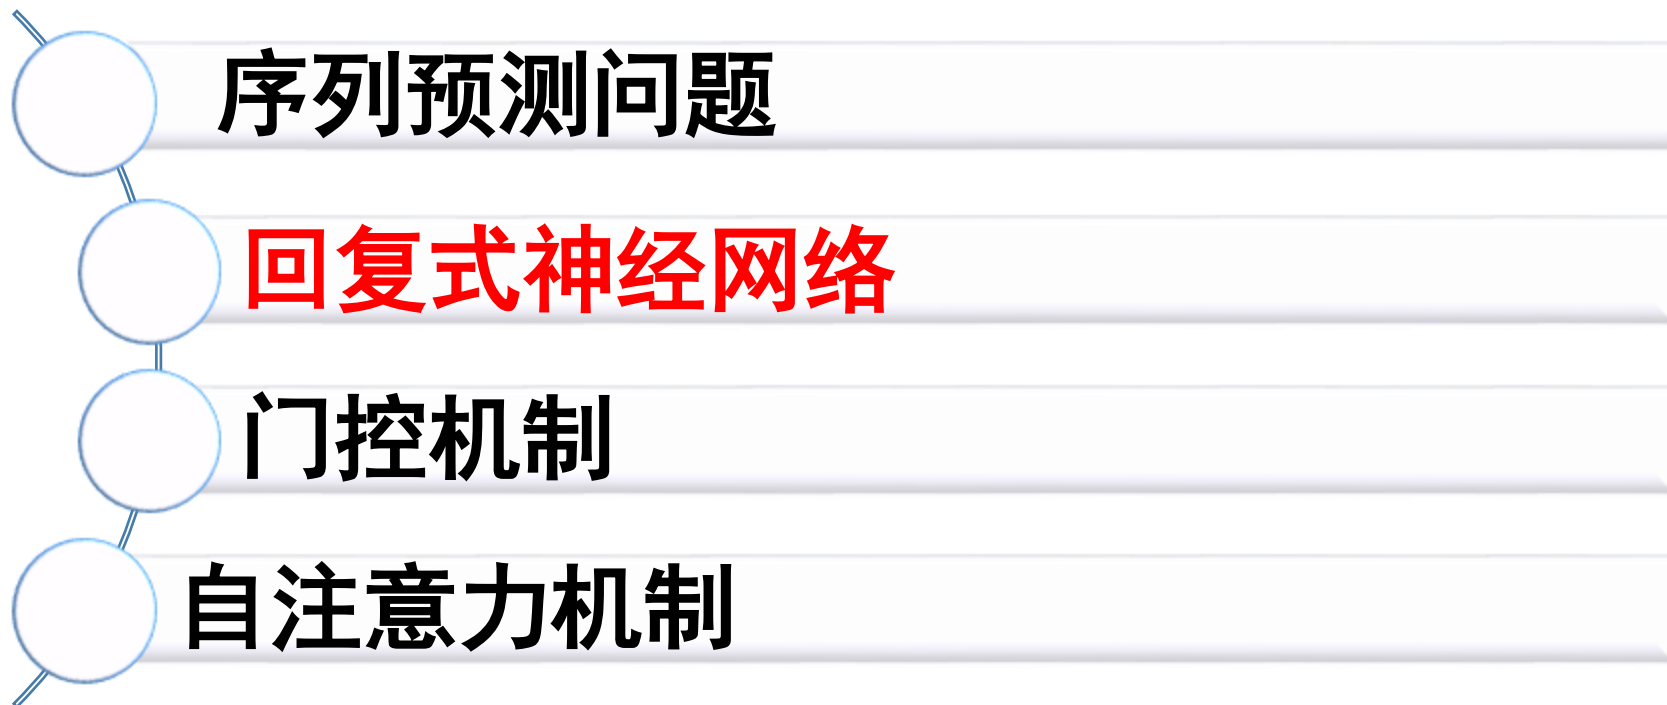 序列预测问题
回复式神经网络
门控机制
自注意力机制